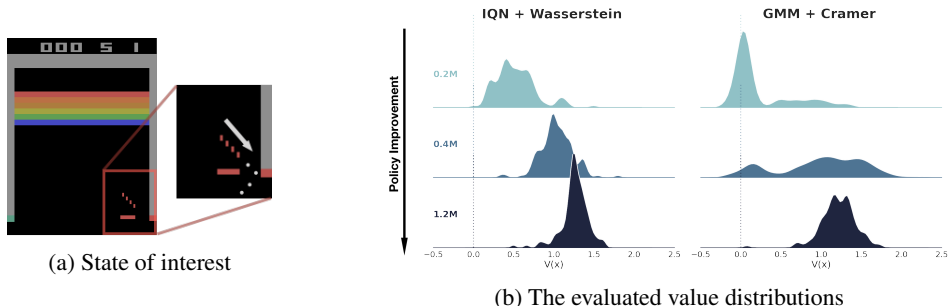 000 5 1
(a) State of interest
Policy Improvement
IQN + Wasserstein
0.2M
0.4M
1.2M
−0.5 0.0 0.5 1.0 1.5 2.0 2.5
V(x)
GMM + Cramer
−0.5 0.0 0.5 1.0 1.5 2.0 2.5
V(x)
(b) The evaluated value distributions